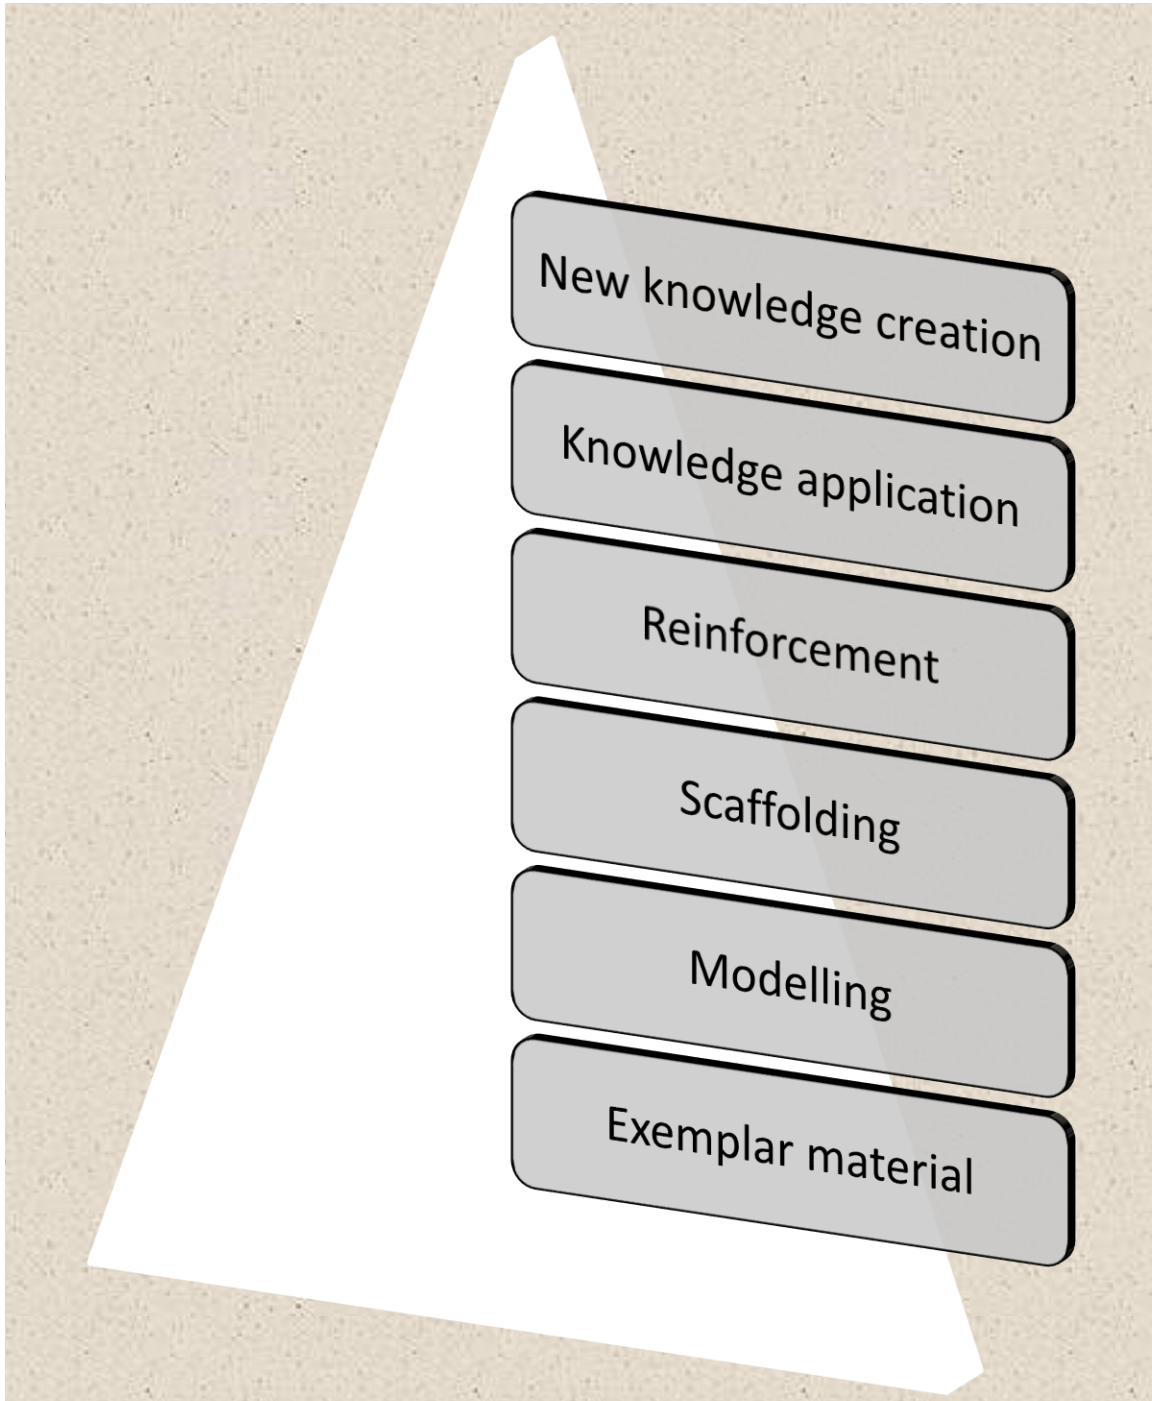 New knowledge creation
Knowledge application
Reinforcement
Scaffolding
Modelling
Exemplar material